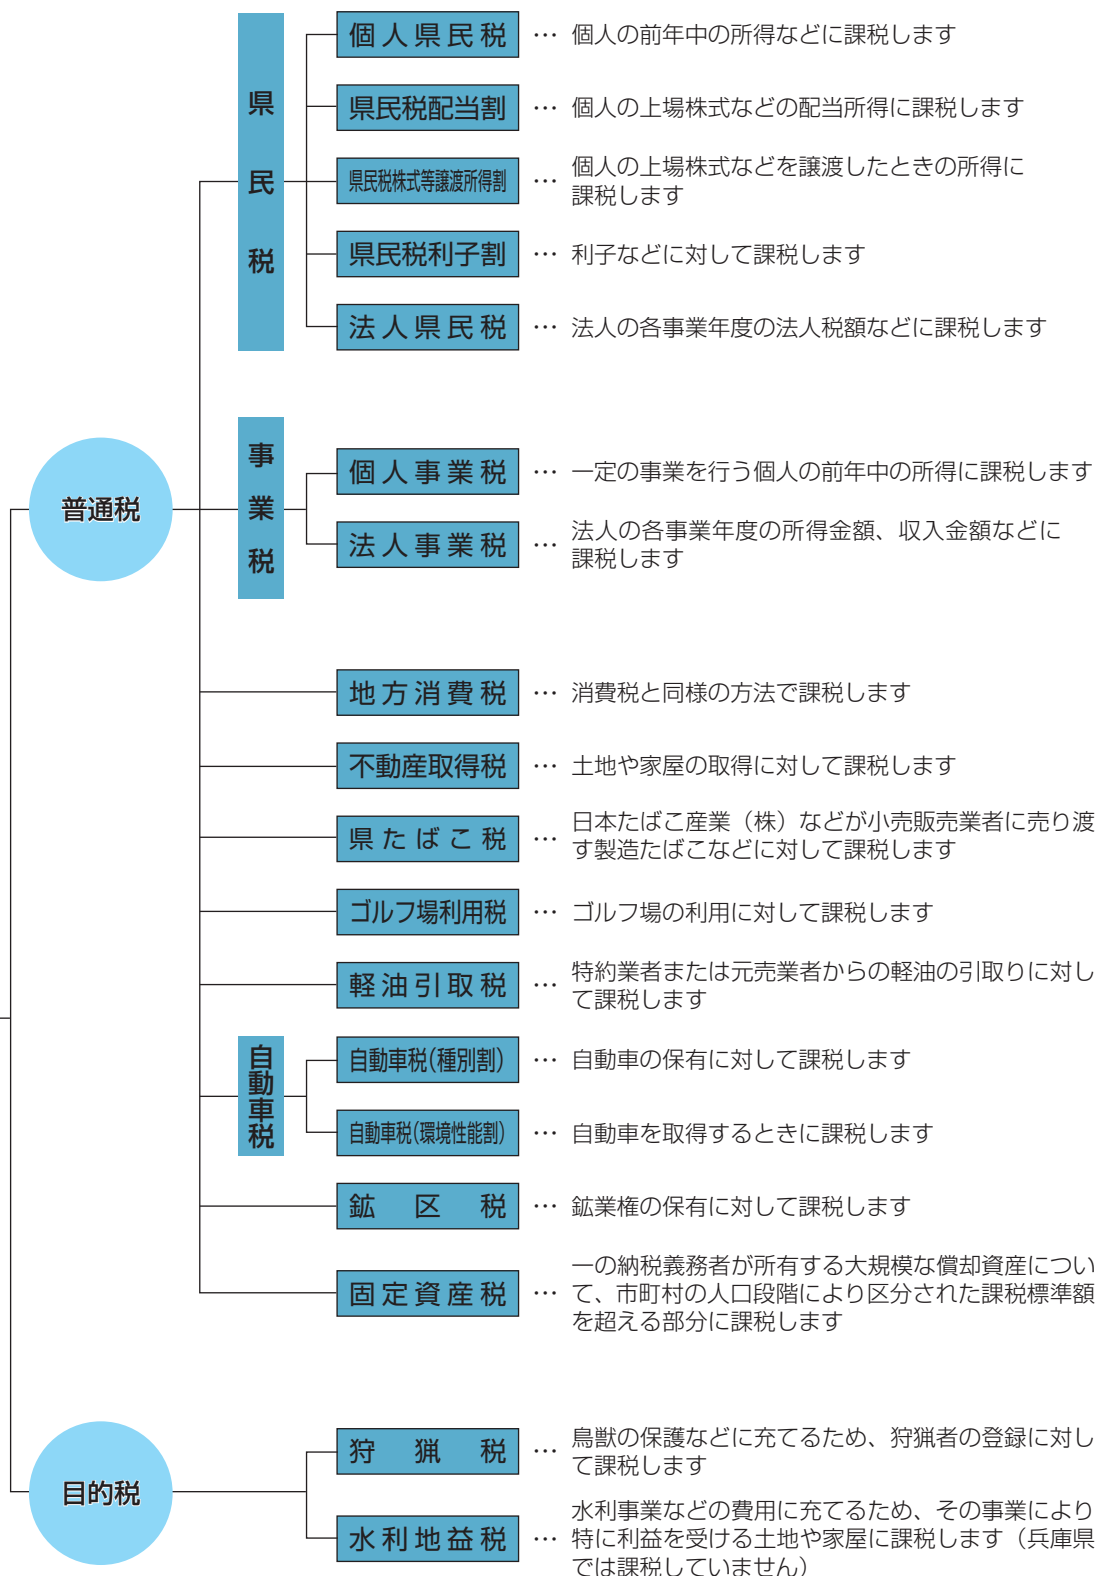 県民税
個人県民税 … 個人の前年中の所得などに課税します
県民税配当割 … 個人の上場株式などの配当所得に課税します
県民税株式等譲渡所得割 … 個人の上場株式などを譲渡したときの所得に
課税します
県民税利子割 … 利子などに対して課税します
法人県民税 … 法人の各事業年度の法人税額などに課税します
普通税
事業税
個人事業税 … 一定の事業を行う個人の前年中の所得に課税します
法人事業税 … 法人の各事業年度の所得金額、収入金額などに
課税します
地方消費税 … 消費税と同様の方法で課税します
不動産取得税 … 土地や家屋の取得に対して課税します
県たばこ税 … 日本たばこ産業（株）などが小売販売業者に売り渡
す製造たばこなどに対して課税します
ゴルフ場利用税 … ゴルフ場の利用に対して課税します
軽油引取税 … 特約業者または元売業者からの軽油の引取りに対し
て課税します
自動車税
自動車税（種別割） … 自動車の保有に対して課税します
自動車税（環境性能割） … 自動車を取得するときに課税します
鉱区税 … 鉱業権の保有に対して課税します
固定資産税 … 一の納税義務者が所有する大規模な償却資産につい
て、市町村の人口段階により区分された課税標準額
を超える部分に課税します
目的税
狩猟税 … 鳥獣の保護などに充てるため、狩猟者の登録に対し
て課税します
水利地益税 … 水利事業などの費用に充てるため、その事業により
特に利益を受ける土地や家屋に課税します（兵庫県
では課税していません）